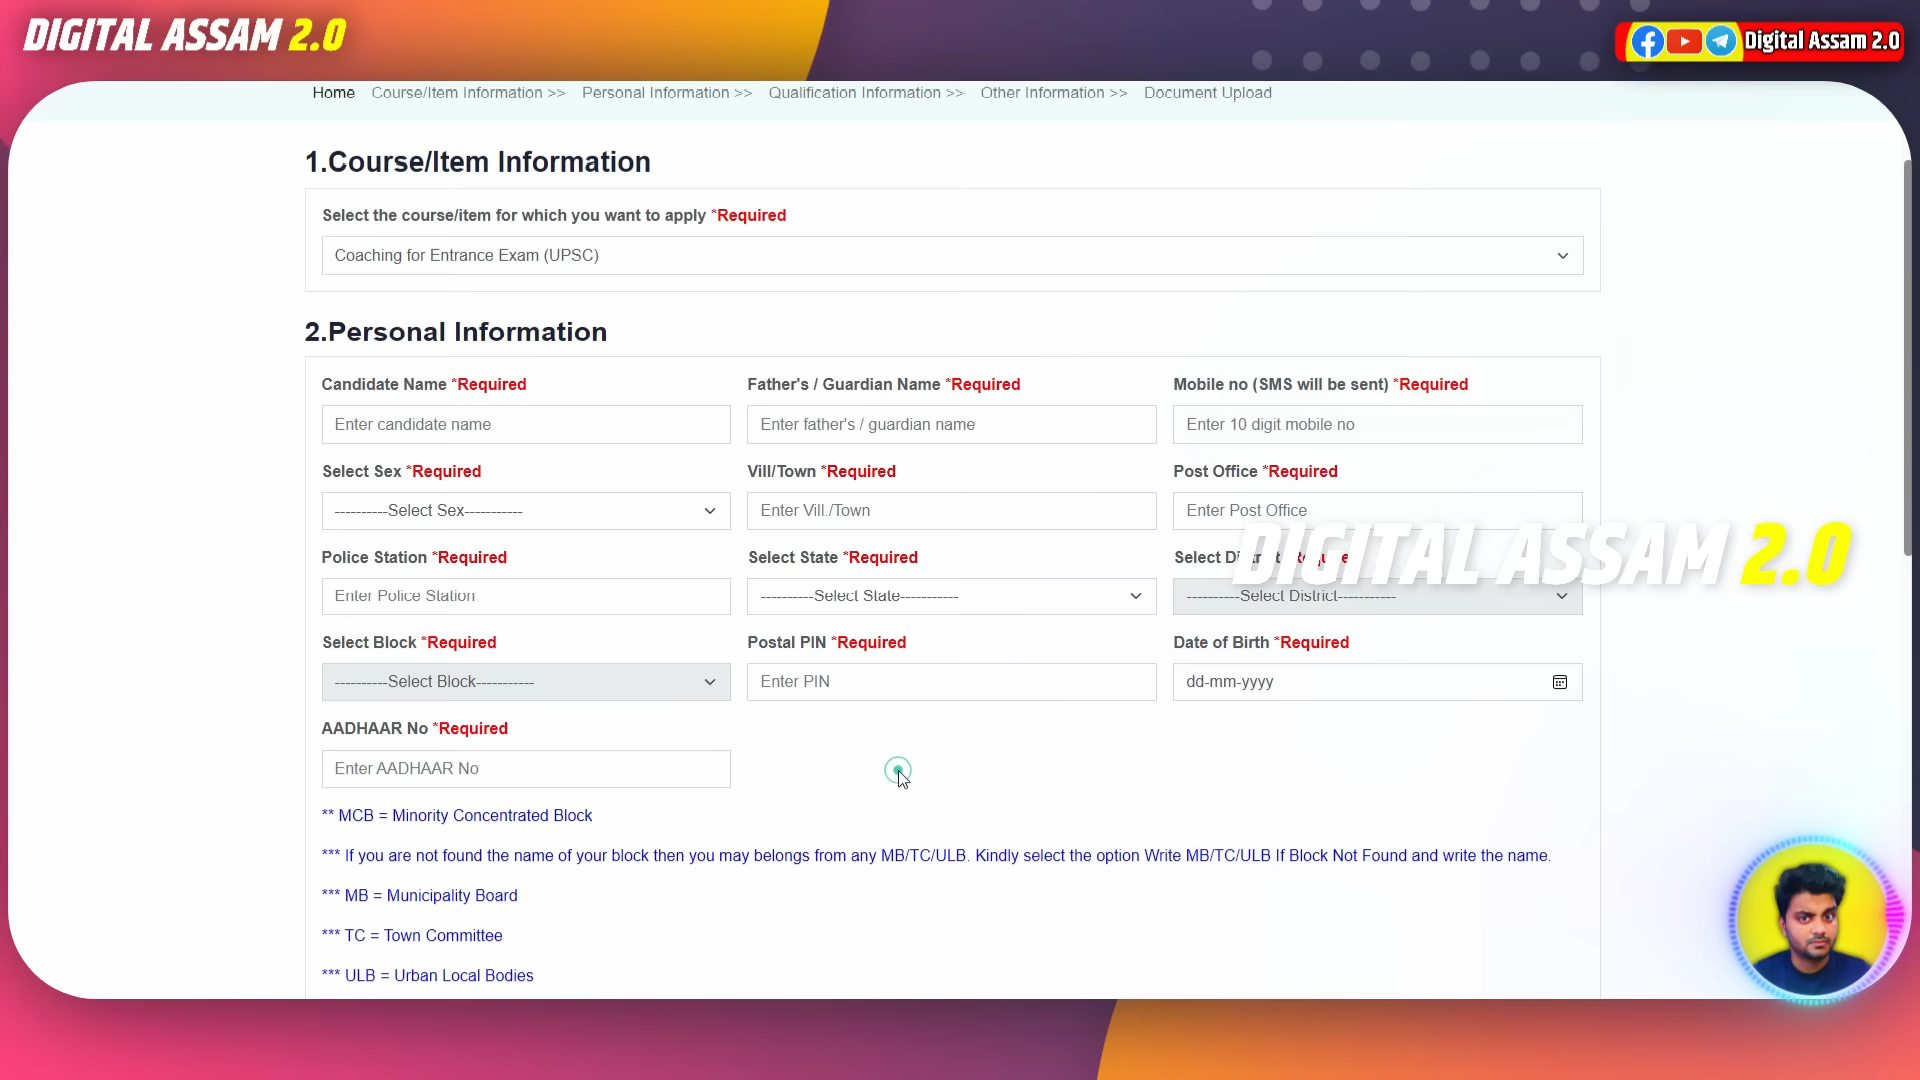 DIGITAL ASSAM 2.0
Digital Assam 2.0
Home Course/Item Information >> Personal Information >> Qualification Information >> Other Information >> Document Upload
1.Course/Item Information
Select the course/item for which you want to apply *Required
Coaching for Entrance Exam (UPSC)
2.Personal Information
Candidate Name *Required Father's / Guardian Name *Required Mobile no (SMS will be sent) *Required
Enter candidate name Enter father's / guardian name Enter 10 digit mobile no
Select Sex *Required Vill/Town *Required Post Office *Required
----------Select Sex----------- Enter Vill./Town Enter Post Office
DIGITAL ASSAM 2.0
Police Station *Required Select State *Required Select District *Required
Enter Police Station ----------Select State----------- ----------Select District-----------
Select Block *Required Postal PIN *Required Date of Birth *Required
----------Select Block----------- Enter PIN dd-mm-yyyy
AADHAAR No *Required
Enter AADHAAR No
** MCB = Minority Concentrated Block
*** If you are not found the name of your block then you may belongs from any MB/TC/ULB. Kindly select the option Write MB/TC/ULB If Block Not Found and write the name.
*** MB = Municipality Board
*** TC = Town Committee
*** ULB = Urban Local Bodies